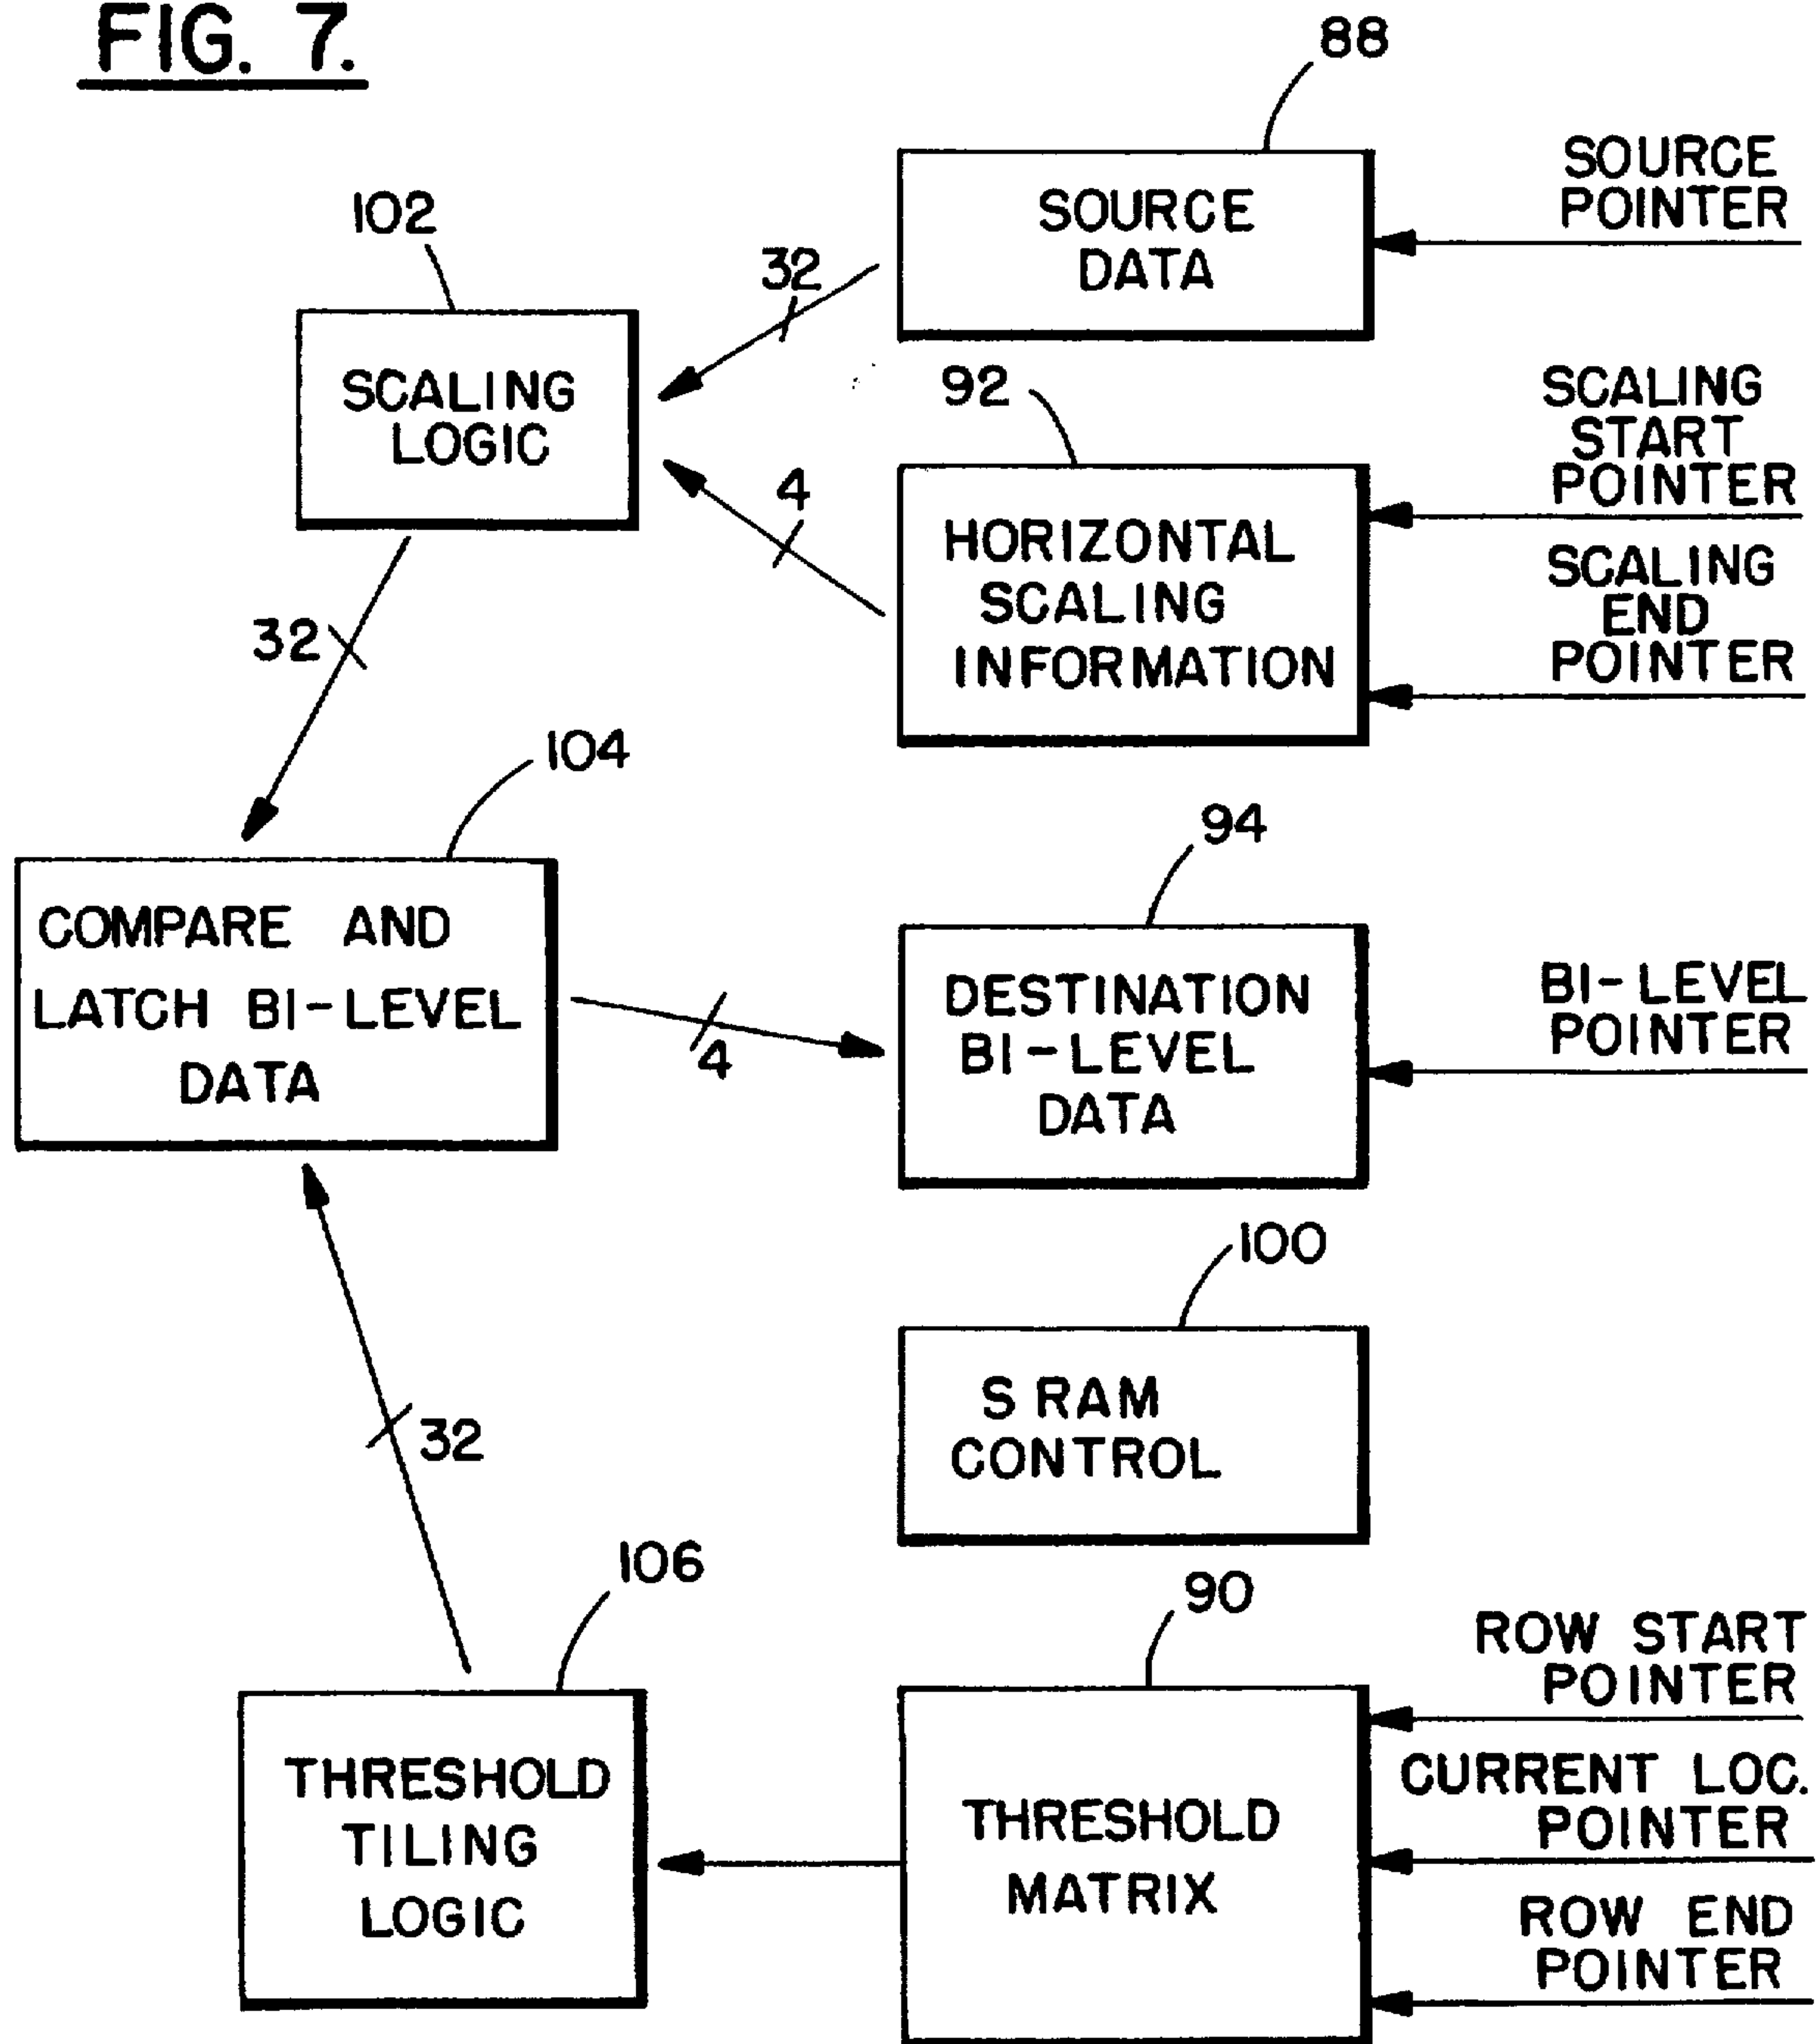 FIG. 7.
88
SOURCE
DATA
SOURCE
POINTER
102
SCALING
LOGIC
32
92
HORIZONTAL
SCALING
INFORMATION
SCALING
START
POINTER
SCALING
END
POINTER
4
32
104
COMPARE AND
LATCH BI-LEVEL
DATA
4
94
DESTINATION
BI-LEVEL
DATA
BI-LEVEL
POINTER
100
S RAM
CONTROL
32
106
THRESHOLD
TILING
LOGIC
90
THRESHOLD
MATRIX
ROW START
POINTER
CURRENT LOC.
POINTER
ROW END
POINTER